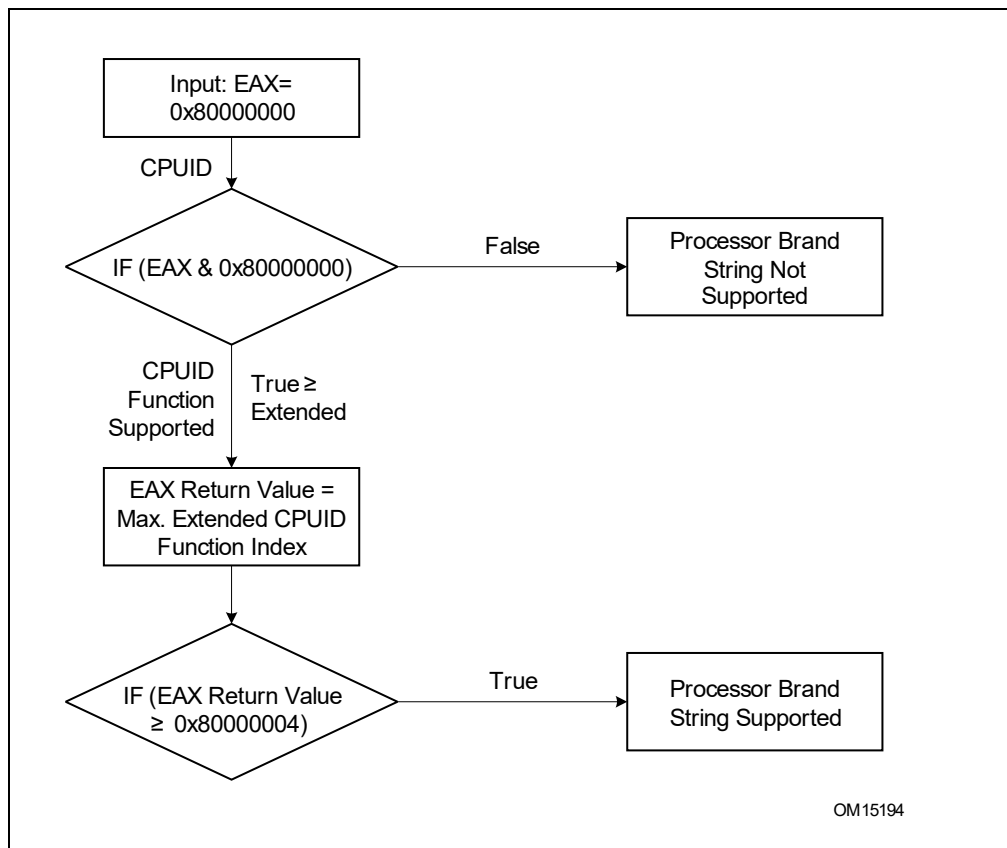 Input: EAX=
0x80000000
CPUID
IF (EAX & 0x80000000)
False
Processor Brand
String Not
Supported
CPUID
Function
Supported
True ≥
Extended
EAX Return Value =
Max. Extended CPUID
Function Index
IF (EAX Return Value
≥ 0x80000004)
True
Processor Brand
String Supported
OM15194